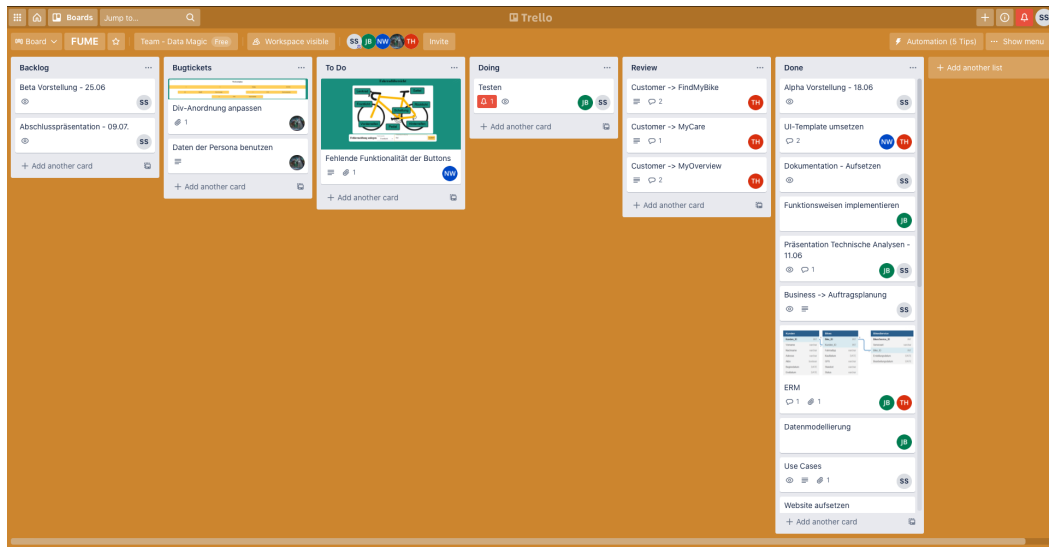 Boards
Jump to...
Trello
SS
Board
FUME
Team - Data Magic Free
Workspace visible
SS JB NW TH
Invite
Automation (5 Tips)
Show menu
Backlog
Beta Vorstellung - 25.06
SS
Abschlusspräsentation - 09.07.
SS
+ Add another card
Bugtickets
Div-Anordnung anpassen
1
Daten der Persona benutzen
+ Add another card
To Do
Fehlende Funktionalität der Buttons
1
NW
+ Add another card
Doing
Testen
1
JB SS
+ Add another card
Review
Customer -> FindMyBike
2
TH
Customer -> MyCare
1
TH
Customer -> MyOverview
2
TH
+ Add another card
Done
Alpha Vorstellung - 18.06
SS
UI-Template umsetzen
2
NW TH
Dokumentation - Aufsetzen
SS
Funktionsweisen implementieren
JB
Präsentation Technische Analysen -
11.06
1
JB SS
Business -> Auftragsplanung
SS
ERM
1 1
JB TH
Datenmodellierung
JB
Use Cases
1
SS
Website aufsetzen
+ Add another card
+ Add another list